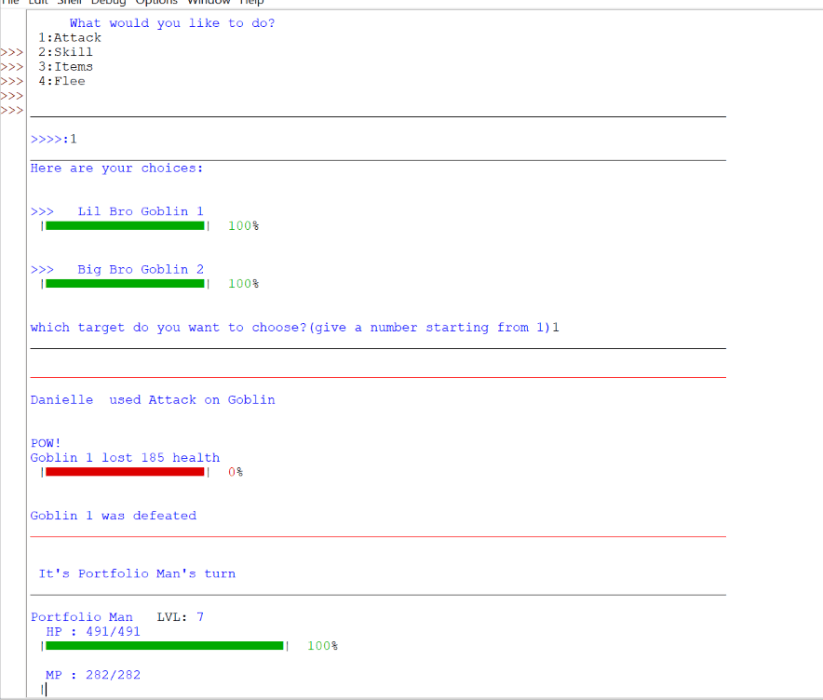 File Edit Shell Debug Options Window Help
What would you like to do?
1:Attack
>>> 2:Skill
>>> 3:Items
>>> 4:Flee
>>>
>>>
>>>>:1
Here are your choices:
>>> Lil Bro Goblin 1
| | 100%
>>> Big Bro Goblin 2
| | 100%
which target do you want to choose?(give a number starting from 1)1
Danielle used Attack on Goblin
POW!
Goblin 1 lost 185 health
| | 0%
Goblin 1 was defeated
It's Portfolio Man's turn
Portfolio Man LVL: 7
HP : 491/491
| | 100%
MP : 282/282
|